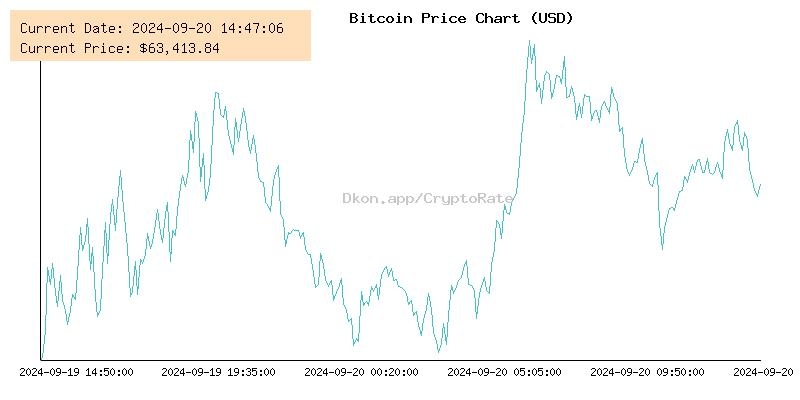 Bitcoin Price Chart (USD)
Current Date: 2024-09-20 14:47:06
Current Price: $63,413.84
Dkon.app/CryptoRate
2024-09-19 14:50:00 2024-09-19 19:35:00 2024-09-20 00:20:00 2024-09-20 05:05:00 2024-09-20 09:50:00 2024-09-20